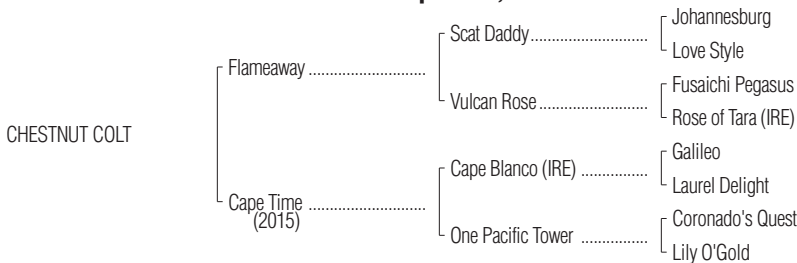 Johannesburg
Scat Daddy
Love Style
Flameaway
Fusaichi Pegasus
Vulcan Rose
Rose of Tara (IRE)
CHESTNUT COLT
Galileo
Cape Blanco (IRE)
Laurel Delight
Cape Time
(2015)
Coronado's Quest
One Pacific Tower
Lily O'Gold